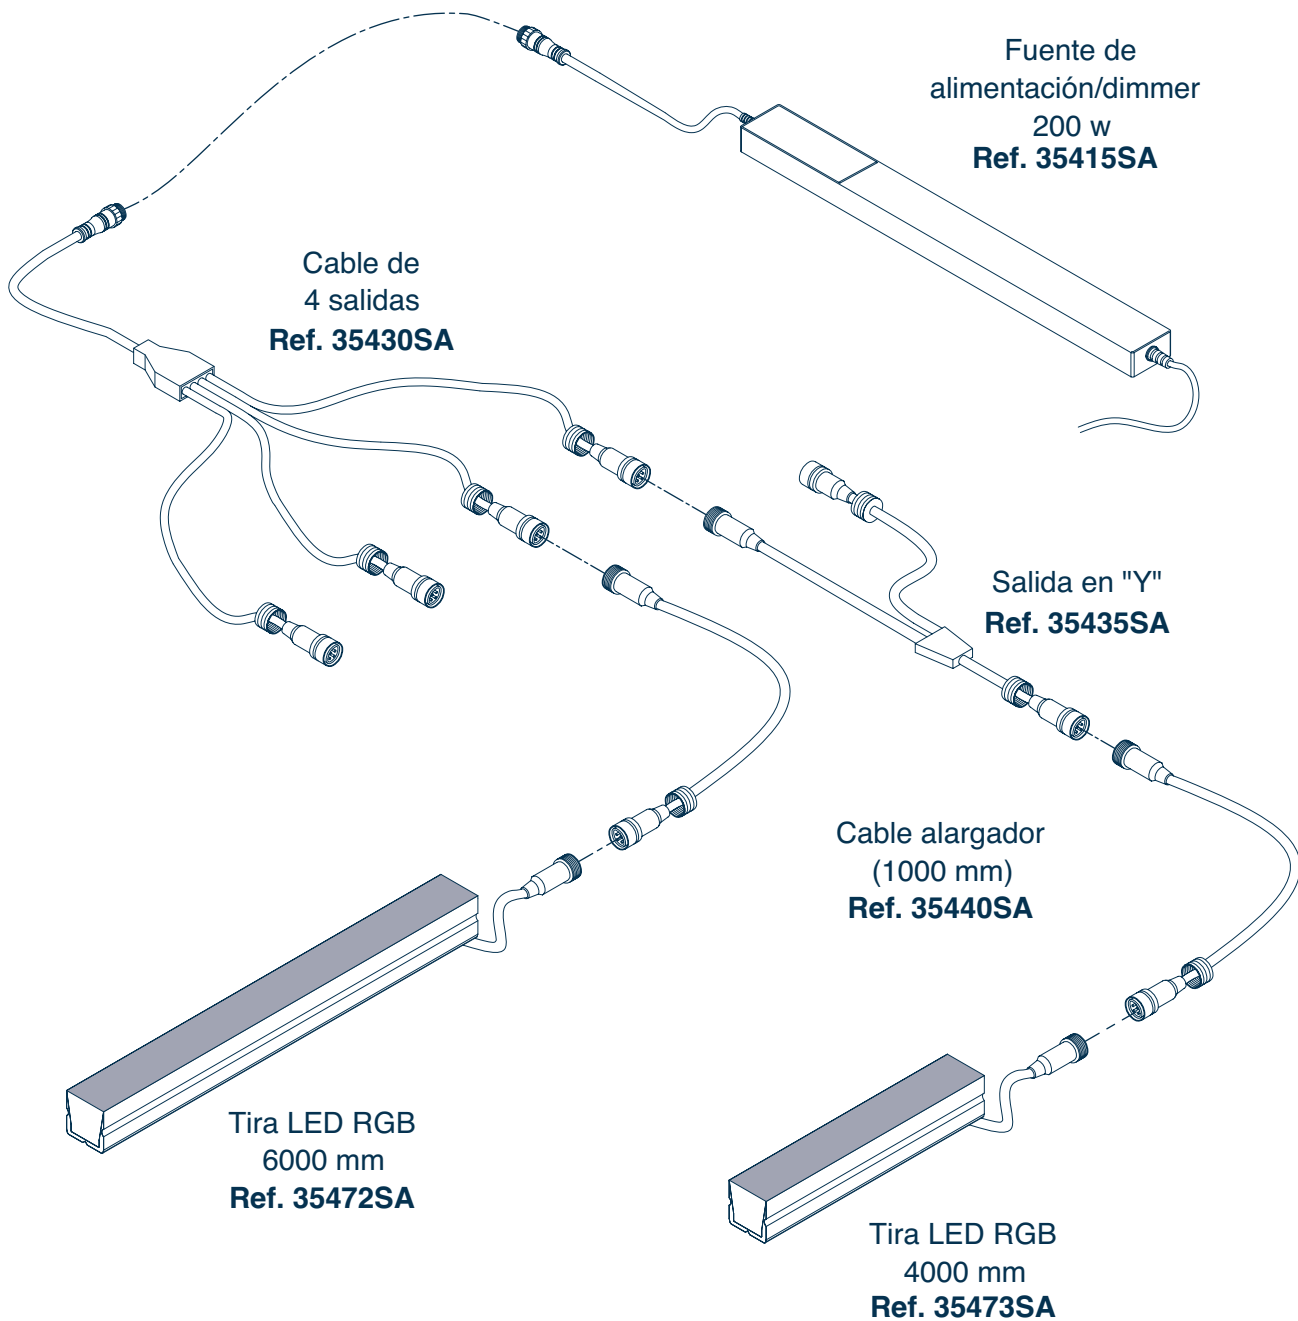 Fuente de
alimentación/dimmer
200 w
Ref. 35415SA
Cable de
4 salidas
Ref. 35430SA
Salida en "Y"
Ref. 35435SA
Cable alargador
(1000 mm)
Ref. 35440SA
Tira LED RGB
6000 mm
Ref. 35472SA
Tira LED RGB
4000 mm
Ref. 35473SA